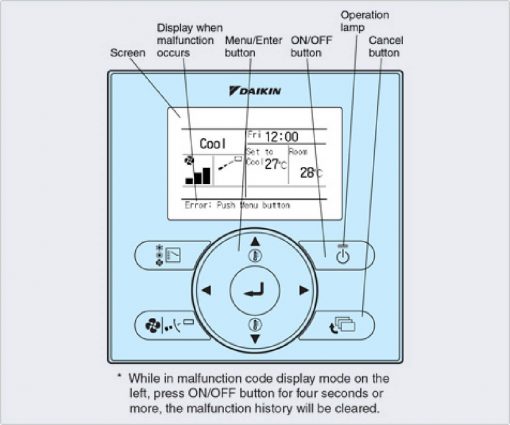 Operation
lamp
Display when
malfunction
occurs
Menu/Enter
button
ON/OFF
button
Cancel
button
Screen
DAIKIN
Cool
Fri 12:00
Set to
Cool 27°C
Room
28°C
Error: Push Menu button
* While in malfunction code display mode on the
left, press ON/OFF button for four seconds or
more, the malfunction history will be cleared.